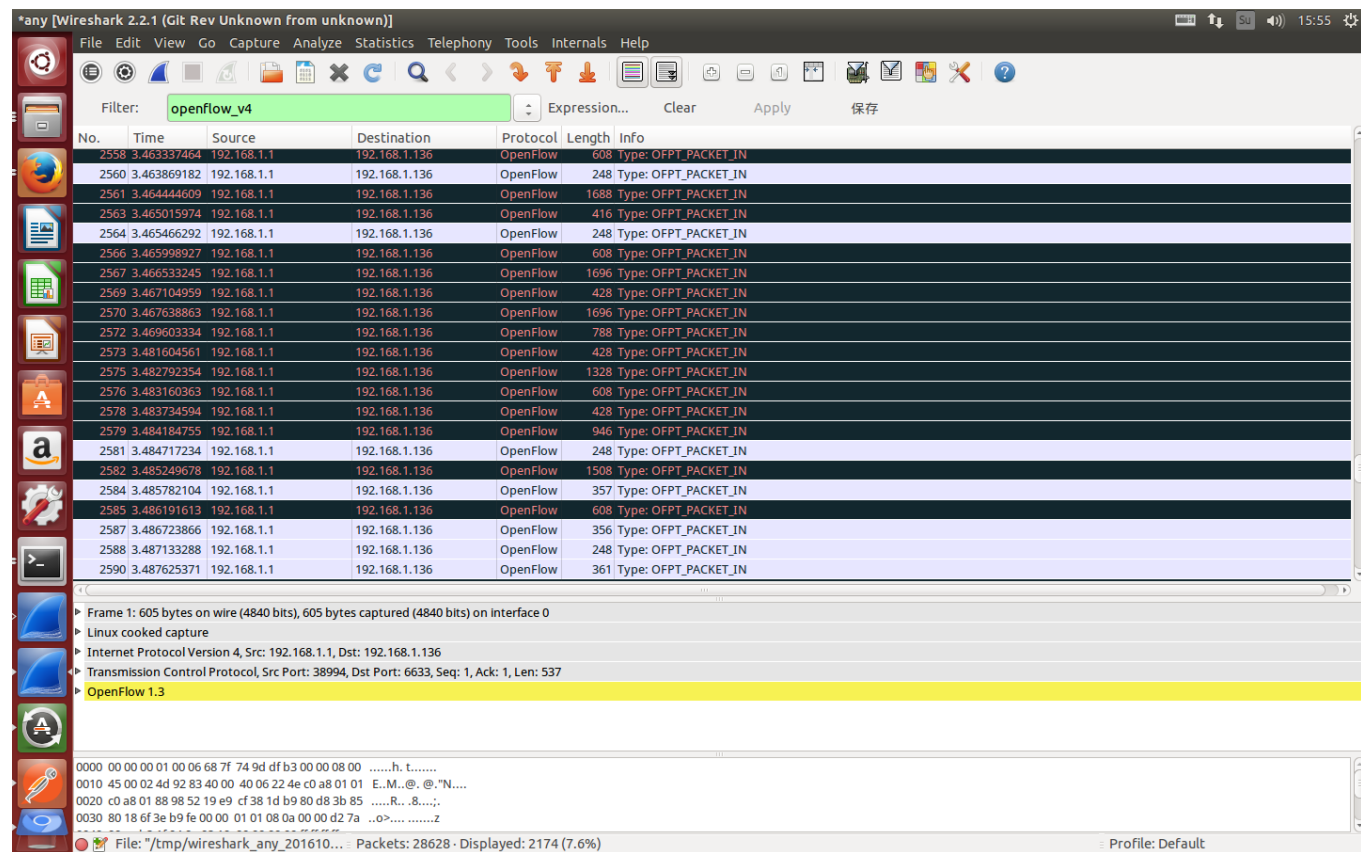 *any [Wireshark 2.2.1 (Git Rev Unknown from unknown)]
Su 15:55
File Edit View Go Capture Analyze Statistics Telephony Tools Internals Help
Filter: openflow_v4 Expression... Clear Apply 保存
No. Time Source Destination Protocol Length Info
2558 3.463337464 192.168.1.1 192.168.1.136 OpenFlow 608 Type: OFPT_PACKET_IN
2560 3.463869182 192.168.1.1 192.168.1.136 OpenFlow 248 Type: OFPT_PACKET_IN
2561 3.464444609 192.168.1.1 192.168.1.136 OpenFlow 1688 Type: OFPT_PACKET_IN
2563 3.465015974 192.168.1.1 192.168.1.136 OpenFlow 416 Type: OFPT_PACKET_IN
2564 3.465466292 192.168.1.1 192.168.1.136 OpenFlow 248 Type: OFPT_PACKET_IN
2566 3.465998927 192.168.1.1 192.168.1.136 OpenFlow 608 Type: OFPT_PACKET_IN
2567 3.466533245 192.168.1.1 192.168.1.136 OpenFlow 1696 Type: OFPT_PACKET_IN
2569 3.467104959 192.168.1.1 192.168.1.136 OpenFlow 428 Type: OFPT_PACKET_IN
2570 3.467638863 192.168.1.1 192.168.1.136 OpenFlow 1696 Type: OFPT_PACKET_IN
2572 3.469603334 192.168.1.1 192.168.1.136 OpenFlow 788 Type: OFPT_PACKET_IN
2573 3.481604561 192.168.1.1 192.168.1.136 OpenFlow 428 Type: OFPT_PACKET_IN
2575 3.482792354 192.168.1.1 192.168.1.136 OpenFlow 1328 Type: OFPT_PACKET_IN
2576 3.483160363 192.168.1.1 192.168.1.136 OpenFlow 608 Type: OFPT_PACKET_IN
2578 3.483734594 192.168.1.1 192.168.1.136 OpenFlow 428 Type: OFPT_PACKET_IN
2579 3.484184755 192.168.1.1 192.168.1.136 OpenFlow 946 Type: OFPT_PACKET_IN
2581 3.484717234 192.168.1.1 192.168.1.136 OpenFlow 248 Type: OFPT_PACKET_IN
2582 3.485249678 192.168.1.1 192.168.1.136 OpenFlow 1508 Type: OFPT_PACKET_IN
2584 3.485782104 192.168.1.1 192.168.1.136 OpenFlow 357 Type: OFPT_PACKET_IN
2585 3.486191613 192.168.1.1 192.168.1.136 OpenFlow 608 Type: OFPT_PACKET_IN
2587 3.486723866 192.168.1.1 192.168.1.136 OpenFlow 356 Type: OFPT_PACKET_IN
2588 3.487133288 192.168.1.1 192.168.1.136 OpenFlow 248 Type: OFPT_PACKET_IN
2590 3.487625371 192.168.1.1 192.168.1.136 OpenFlow 361 Type: OFPT_PACKET_IN
Frame 1: 605 bytes on wire (4840 bits), 605 bytes captured (4840 bits) on interface 0
Linux cooked capture
Internet Protocol Version 4, Src: 192.168.1.1, Dst: 192.168.1.136
Transmission Control Protocol, Src Port: 38994, Dst Port: 6633, Seq: 1, Ack: 1, Len: 537
OpenFlow 1.3
0000 00 00 00 01 00 06 68 7f 74 9d df b3 00 00 08 00 ......h. t.......
0010 45 00 02 4d 92 83 40 00 40 06 22 4e c0 a8 01 01 E..M..@. @."N....
0020 c0 a8 01 88 98 52 19 e9 cf 38 1d b9 80 d8 3b 85 .....R.. .8....;.
0030 80 18 6f 3e b9 fe 00 00 01 01 08 0a 00 00 d2 7a ..o>.... .......z
File: "/tmp/wireshark_any_201610... Packets: 28628 · Displayed: 2174 (7.6%) Profile: Default